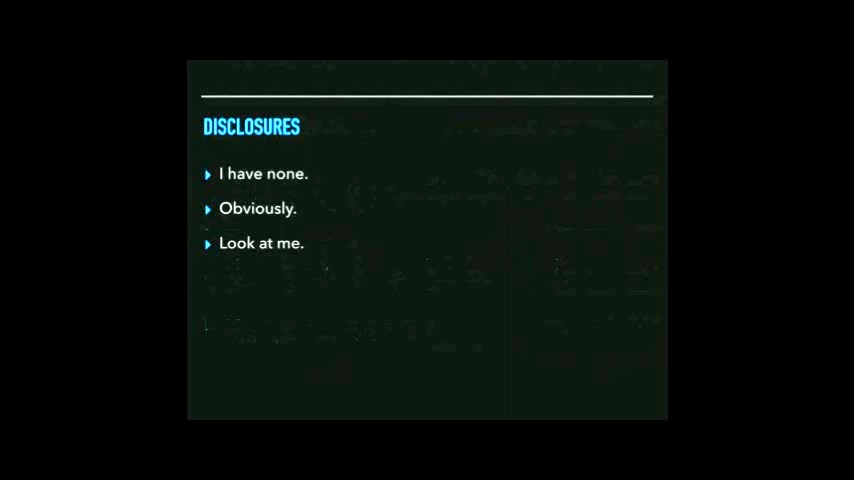 DISCLOSURES
I have none.
Obviously.
Look at me.